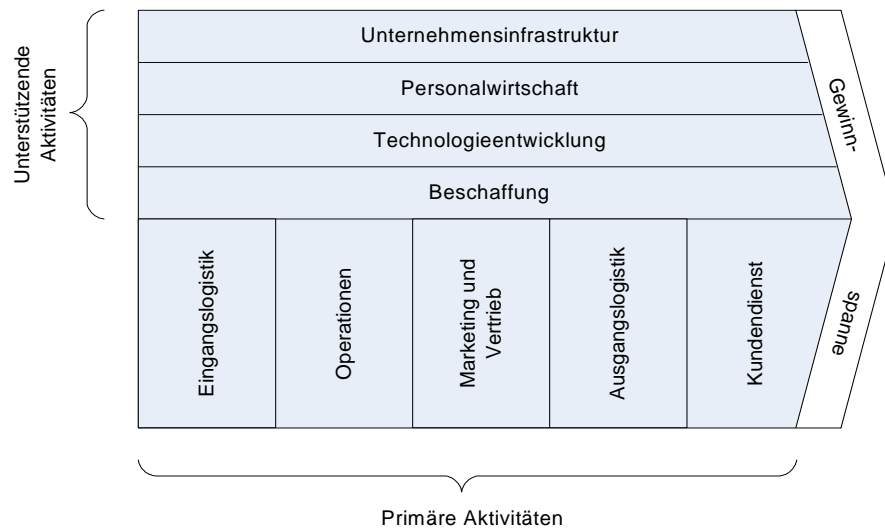 Unterstützende
Aktivitäten
Unternehmensinfrastruktur
Personalwirtschaft
Technologieentwicklung
Beschaffung
Gewinn-
spanne
Eingangslogistik
Operationen
Marketing und
Vertrieb
Ausgangslogistik
Kundendienst
Primäre Aktivitäten